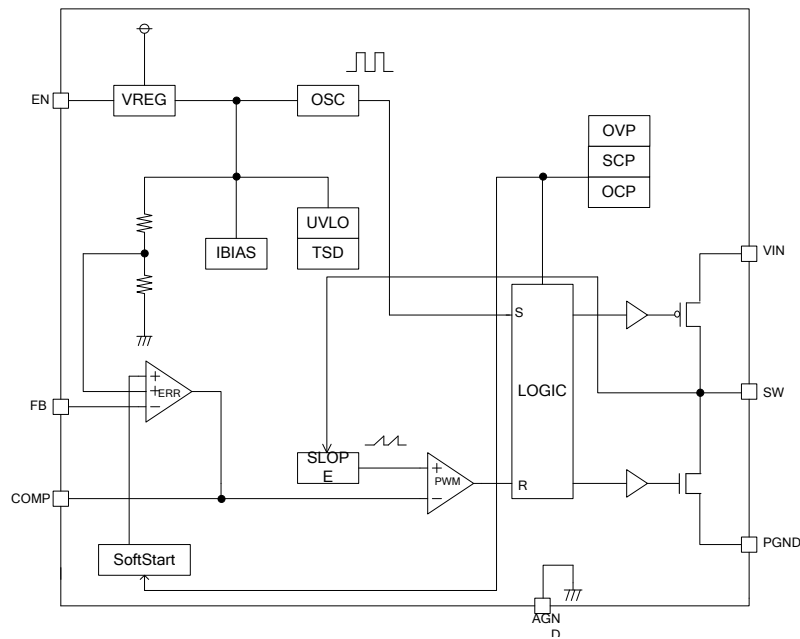 EN
VREG
OSC
OVP
SCP
OCP
UVLO
TSD
IBIAS
VIN
S
+
+
ERR
−
FB
LOGIC
SW
SLOP
E
+
PWM
−
R
COMP
SoftStart
PGND
AGN
D